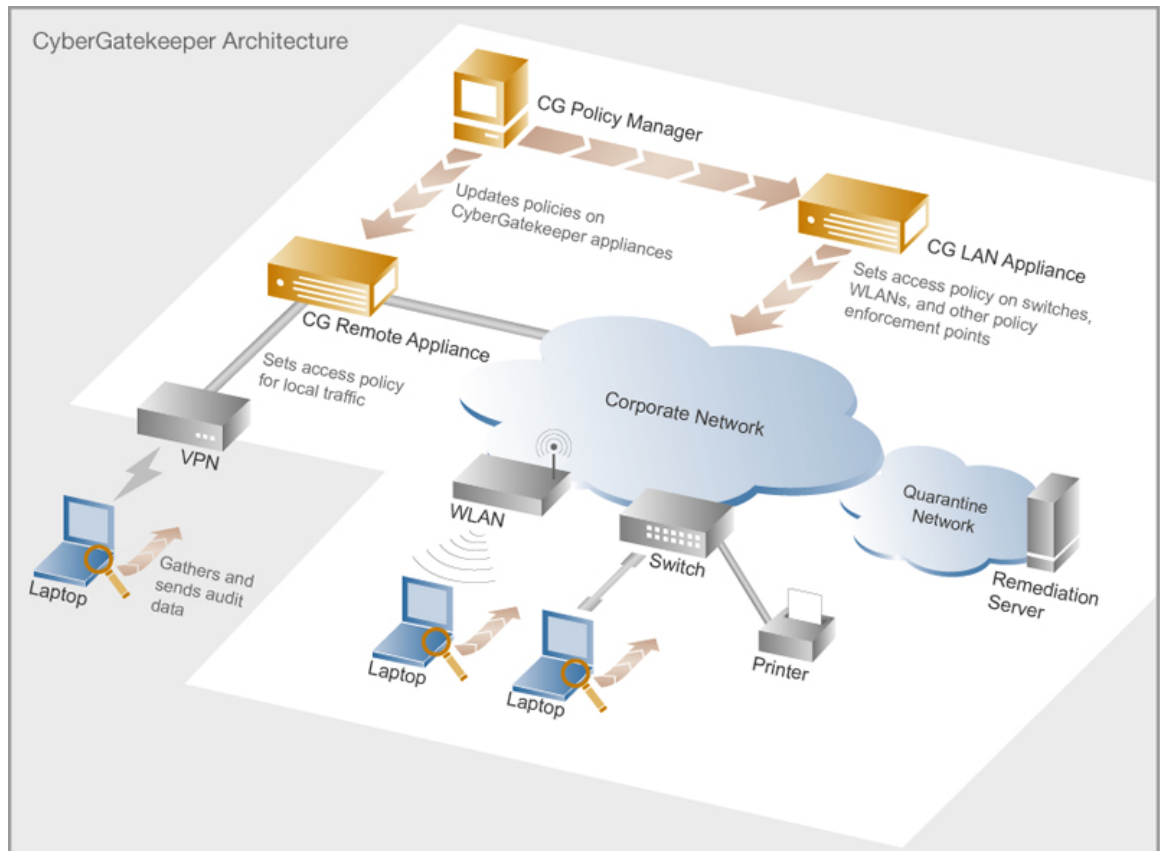 CyberGatekeeper Architecture
CG Policy Manager
Updates policies on
CyberGatekeeper appliances
CG LAN Appliance
Sets access policy on switches,
WLANs, and other policy
enforcement points
CG Remote Appliance
Sets access policy
for local traffic
Corporate Network
VPN
WLAN
Quarantine
Network
Switch
Remediation
Server
Laptop
Gathers and
sends audit
data
Laptop
Laptop
Printer